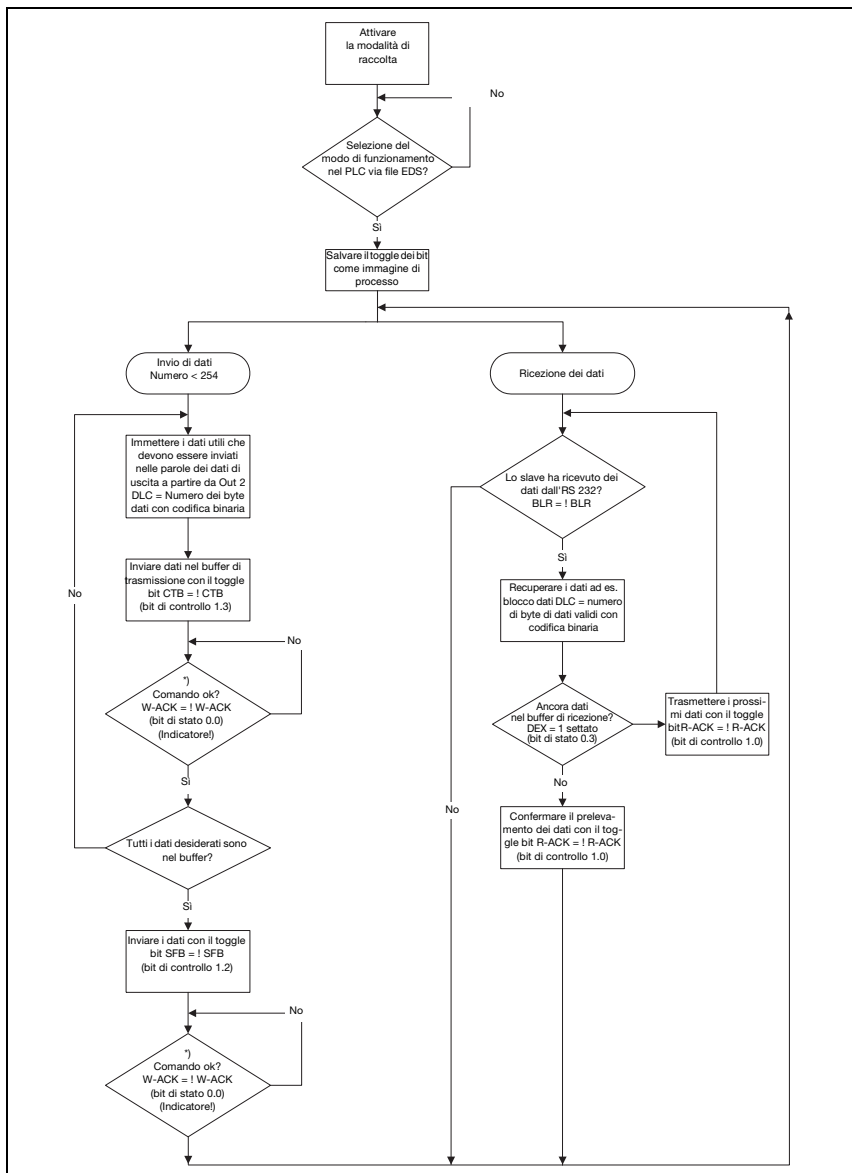 Attivare
la modalità di
raccolta
No
Selezione del
modo di funzionamento
nel PLC via file EDS?
Sì
Salvare il toggle dei bit
come immagine di
processo
Invio di dati
Numero < 254
Immettere i dati utili che
devono essere inviati
nelle parole dei dati di
uscita a partire da Out 2
DLC = Numero dei byte
dati con codifica binaria
Inviare dati nel buffer di
trasmissione con il toggle
bit CTB = ! CTB
(bit di controllo 1.3)
No
No
*)
Comando ok?
W-ACK = ! W-ACK
(bit di stato 0.0)
(Indicatore!)
Sì
Tutti i dati desiderati sono
nel buffer?
Sì
Inviare i dati con il toggle
bit SFB = ! SFB
(bit di controllo 1.2)
No
*)
Comando ok?
W-ACK = ! W-ACK
(bit di stato 0.0)
(Indicatore!)
Ricezione dei dati
Lo slave ha ricevuto dei
dati dall'RS 232?
BLR = ! BLR
Sì
Recuperare i dati ad es.
blocco dati DLC = numero
di byte di dati validi con
codifica binaria
Ancora dati
nel buffer di ricezione?
DEX = 1 settato
(bit di stato 0.3)
Trasmettere i prossi-
mi dati con il toggle
bitR-ACK = ! R-ACK
(bit di controllo 1.0)
No
No
Confermare il preleva-
mento dei dati con il tog-
gle bit R-ACK = ! R-ACK
(bit di controllo 1.0)